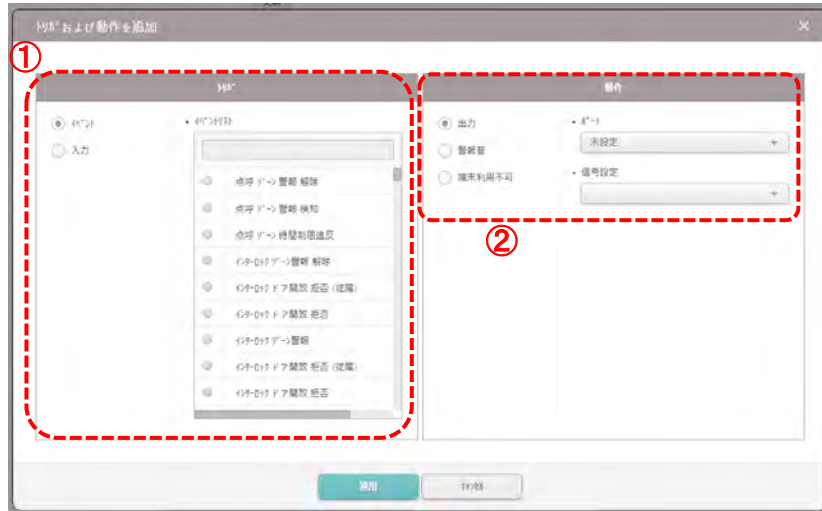 ﾄﾘｶﾞおよび動作を追加
×
①
ﾄﾘｶﾞ
ｲﾍﾞﾝﾄ
入力
• ｲﾍﾞﾝﾄﾘｽﾄ
点呼 ｿﾞｰﾝ 警報 解除
点呼 ｿﾞｰﾝ 警報 検知
点呼 ｿﾞｰﾝ 時間制限違反
ｲﾝﾀｰﾛｯｸ ｿﾞｰﾝ警報 解除
ｲﾝﾀｰﾛｯｸ ドア開放 拒否 (従属)
ｲﾝﾀｰﾛｯｸ ドア開放 拒否
ｲﾝﾀｰﾛｯｸ ｿﾞｰﾝ警報
ｲﾝﾀｰﾛｯｸ ドア開放 拒否 (従属)
ｲﾝﾀｰﾛｯｸ ドア開放 拒否
動作
出力
警報音
端末利用不可
• ﾎﾟｰﾄ
未設定
• 信号設定
②
適用
ｷｬﾝｾﾙ